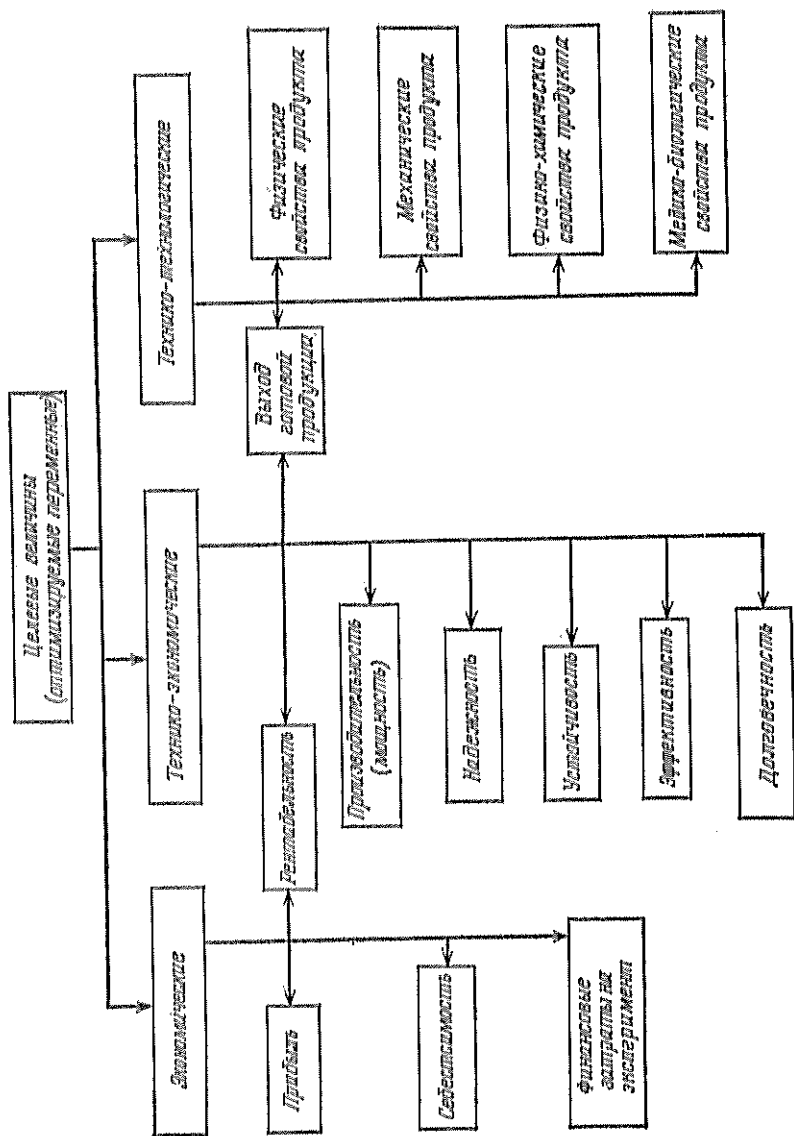 Целевые величины
(оптимизируемые переменные)
Экономические
Технико-экономические
Технико-технологические
Прибыль
Рентабельность
Выход
готовой
продукции
Физические
свойства продукта
Себестоимость
Производительность
(мощность)
Механические
свойства продукта
Финансовые
затраты на
эксперимент
Надежность
Физико-химические
свойства продукта
Устойчивость
Эффективность
Медико-биологические
свойства продукта
Долговечность